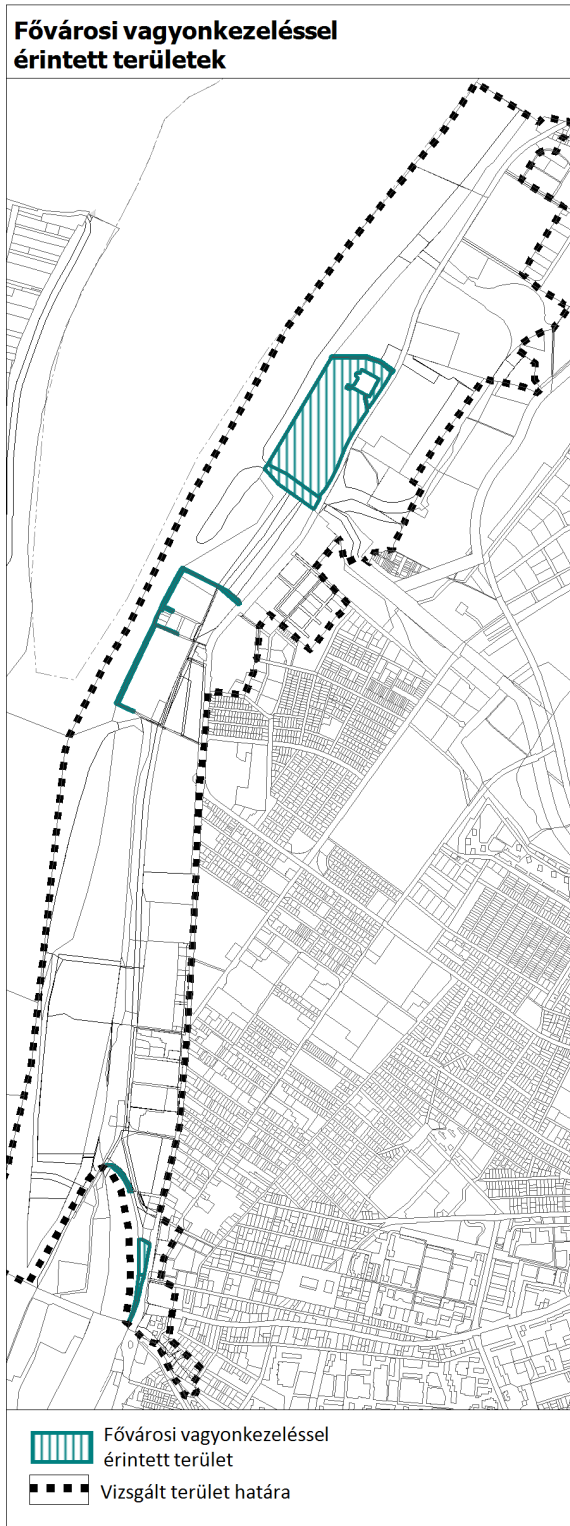 Fővárosi vagyonkezeléssel
érintett területek
Fővárosi vagyonkezeléssel
érintett terület
Vizsgált terület határa